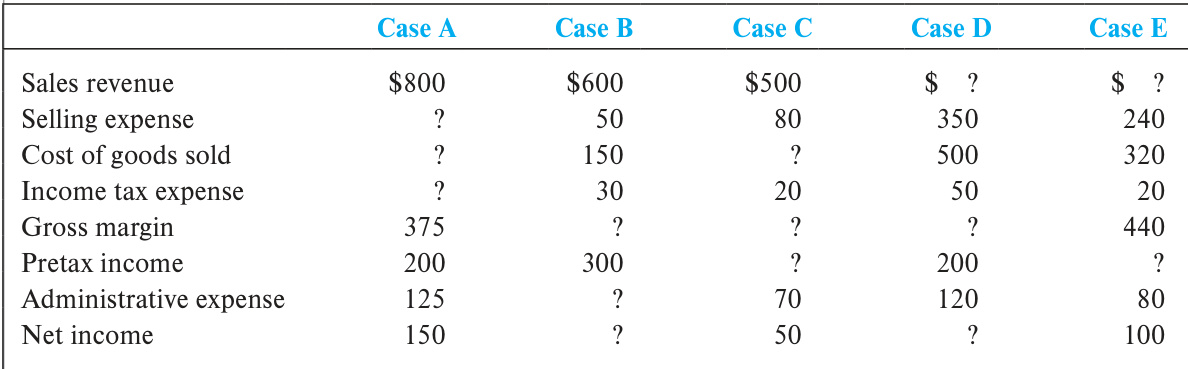 Case A Case B Case C Case D Case E
Sales revenue $800 $600 $500 $ ? $ ?
Selling expense ? 50 80 350 240
Cost of goods sold ? 150 ? 500 320
Income tax expense ? 30 20 50 20
Gross margin 375 ? ? ? 440
Pretax income 200 300 ? 200 ?
Administrative expense 125 ? 70 120 80
Net income 150 ? 50 ? 100